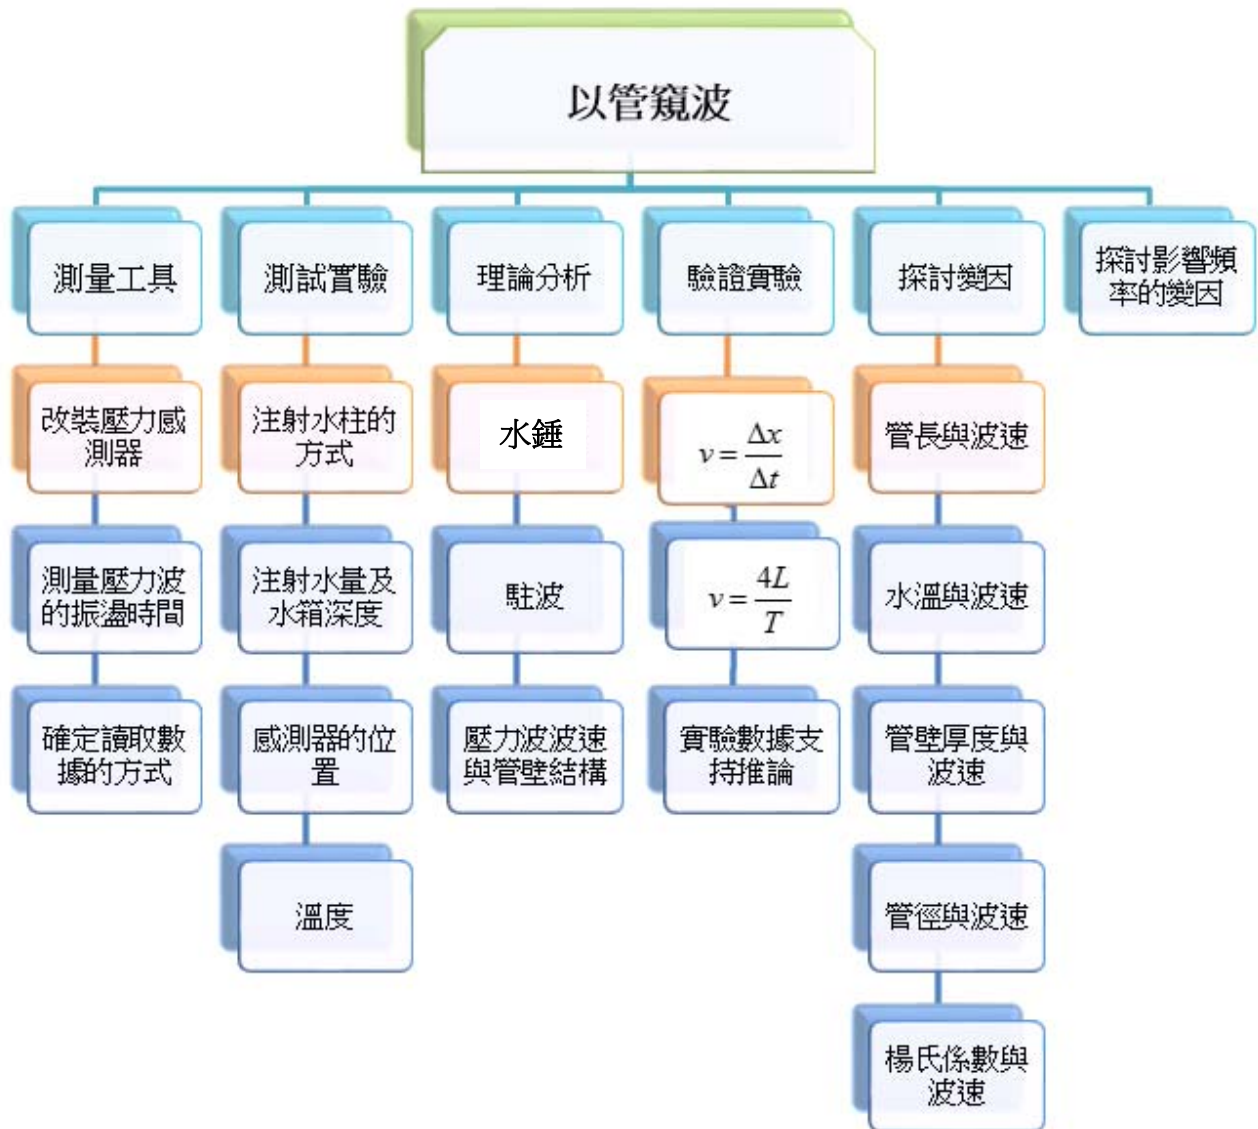 以管窺波
測量工具
測試實驗
理論分析
驗證實驗
探討變因
探討影響頻
率的變因
改裝壓力感
測器
注射水柱的
方式
水錘
v = Δx/Δt
管長與波速
測量壓力波
的振盪時間
注射水量及
水箱深度
駐波
v = 4L/T
水溫與波速
確定讀取數
據的方式
感測器的位
置
壓力波波速
與管壁結構
實驗數據支
持推論
管壁厚度與
波速
溫度
管徑與波速
楊氏係數與
波速